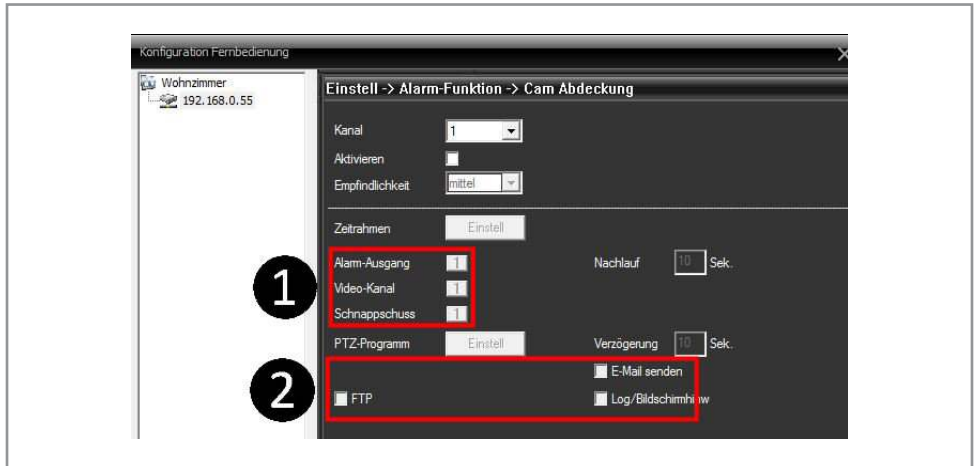 Konfiguration Fernbedienung
Wohnzimmer
192.168.0.55
Einstell -> Alarm-Funktion -> Cam Abdeckung
Kanal 1
Aktivieren
Empfindlichkeit mittel
Zeitrahmen Einstell
1
Alarm-Ausgang 1 Nachlauf 10 Sek.
Video-Kanal 1
Schnappschuss 1
PTZ-Programm Einstell Verzögerung 10 Sek.
2
E-Mail senden
FTP Log/Bildschirmhinw